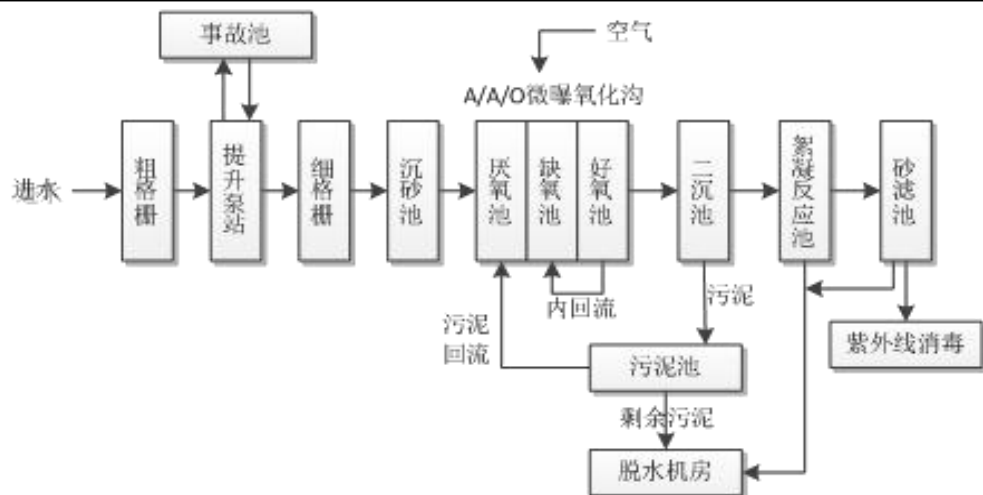 事故池
空气
A/A/O微曝氧化沟
进水
粗格栅
提升泵站
细格栅
沉砂池
厌氧池
缺氧池
好氧池
二沉池
絮凝反应池
砂滤池
内回流
污泥
污泥
回流
紫外线消毒
污泥池
剩余污泥
脱水机房